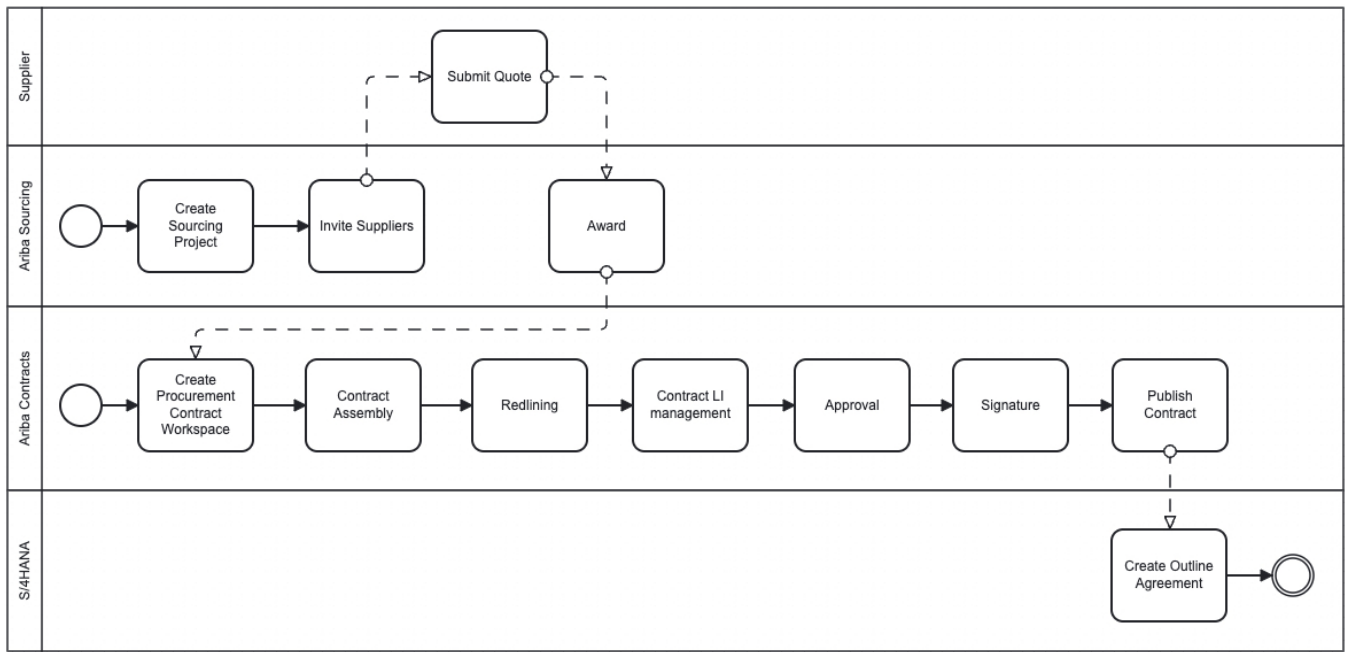 Supplier
Submit Quote
Ariba Sourcing
Create
Sourcing
Project
Invite Suppliers
Award
Ariba Contracts
Create
Procurement
Contract
Workspace
Contract
Assembly
Redlining
Contract LI
management
Approval
Signature
Publish
Contract
S/4HANA
Create Outline
Agreement